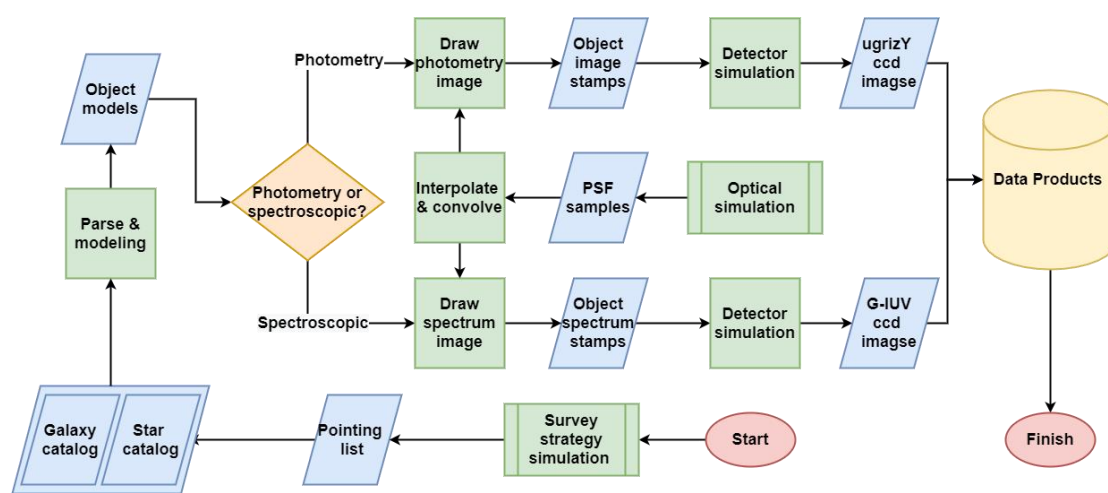 Object
models
Parse &
modeling
Galaxy
catalog
Star
catalog
Photometry or
spectroscopic?
Photometry
Spectroscopic
Draw
photometry
image
Object
image
stamps
Detector
simulation
ugrizY
ccd
imagse
Interpolate
& convolve
PSF
samples
Optical
simulation
Data Products
Draw
spectrum
image
Object
spectrum
stamps
Detector
simulation
G-IUV
ccd
imagse
Pointing
list
Survey
strategy
simulation
Start
Finish